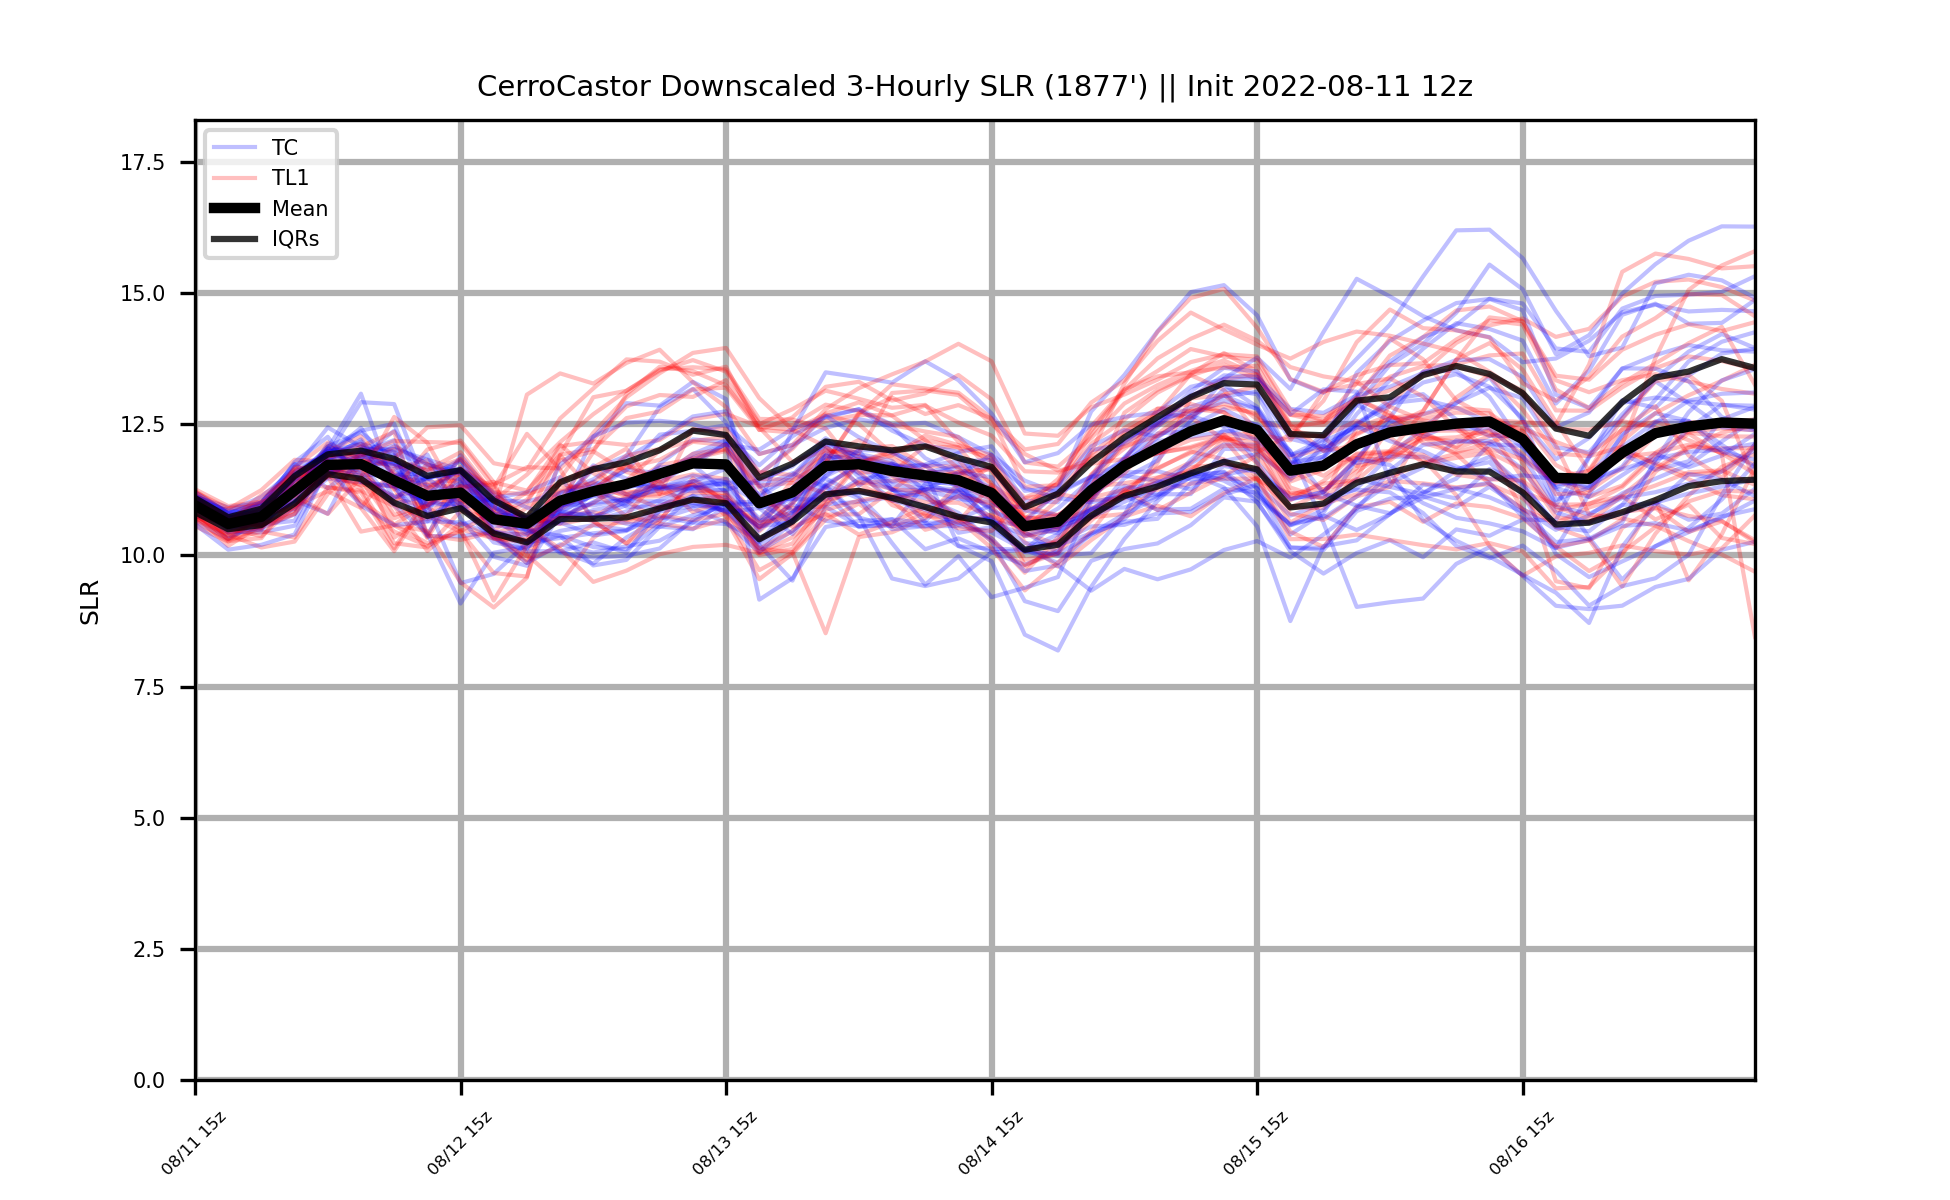 CerroCastor Downscaled 3-Hourly SLR (1877') || Init 2022-08-11 12z
TC
TL1
Mean
IQRs
17.5
15.0
12.5
10.0
7.5
5.0
2.5
0.0
SLR
08/11 15z
08/12 15z
08/13 15z
08/14 15z
08/15 15z
08/16 15z